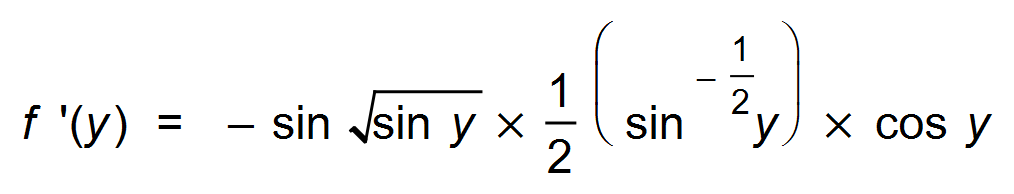 f '(y) = – sin √(sin y) × 1/2 (sin^(–1/2) y) × cos y